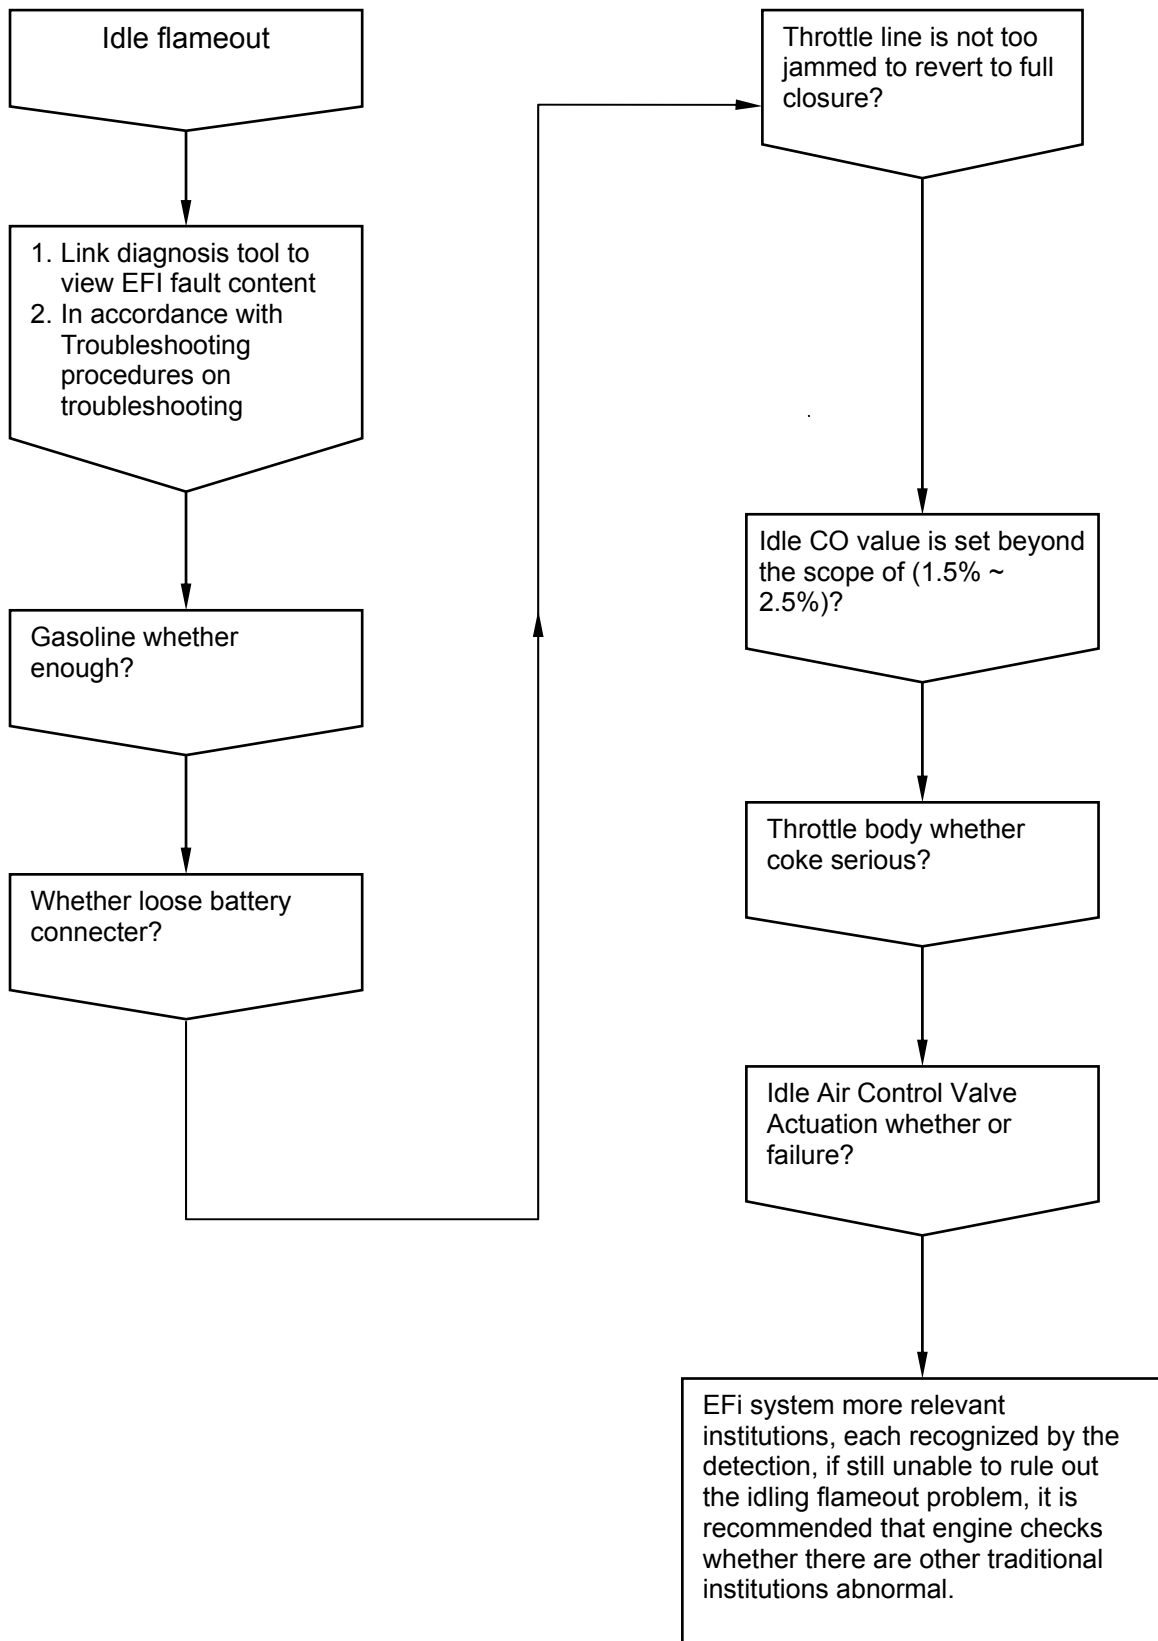 Idle flameout
1. Link diagnosis tool to
view EFI fault content
2. In accordance with
Troubleshooting
procedures on
troubleshooting
Gasoline whether
enough?
Whether loose battery
connecter?
Throttle line is not too
jammed to revert to full
closure?
Idle CO value is set beyond
the scope of (1.5% ~
2.5%)?
Throttle body whether
coke serious?
Idle Air Control Valve
Actuation whether or
failure?
EFi system more relevant
institutions, each recognized by the
detection, if still unable to rule out
the idling flameout problem, it is
recommended that engine checks
whether there are other traditional
institutions abnormal.